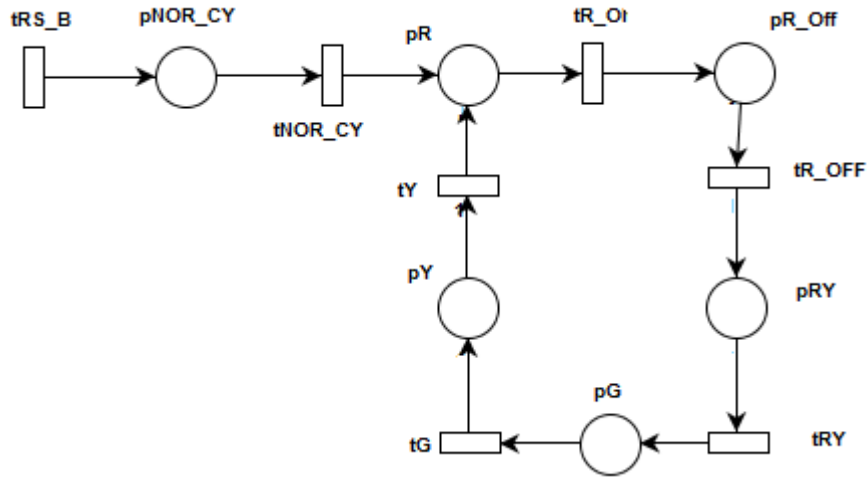 tRS_B
pNOR_CY
pR
pR_Off
tNOR_CY
tY
tR_OFF
pY
pRY
pG
tG
tRY